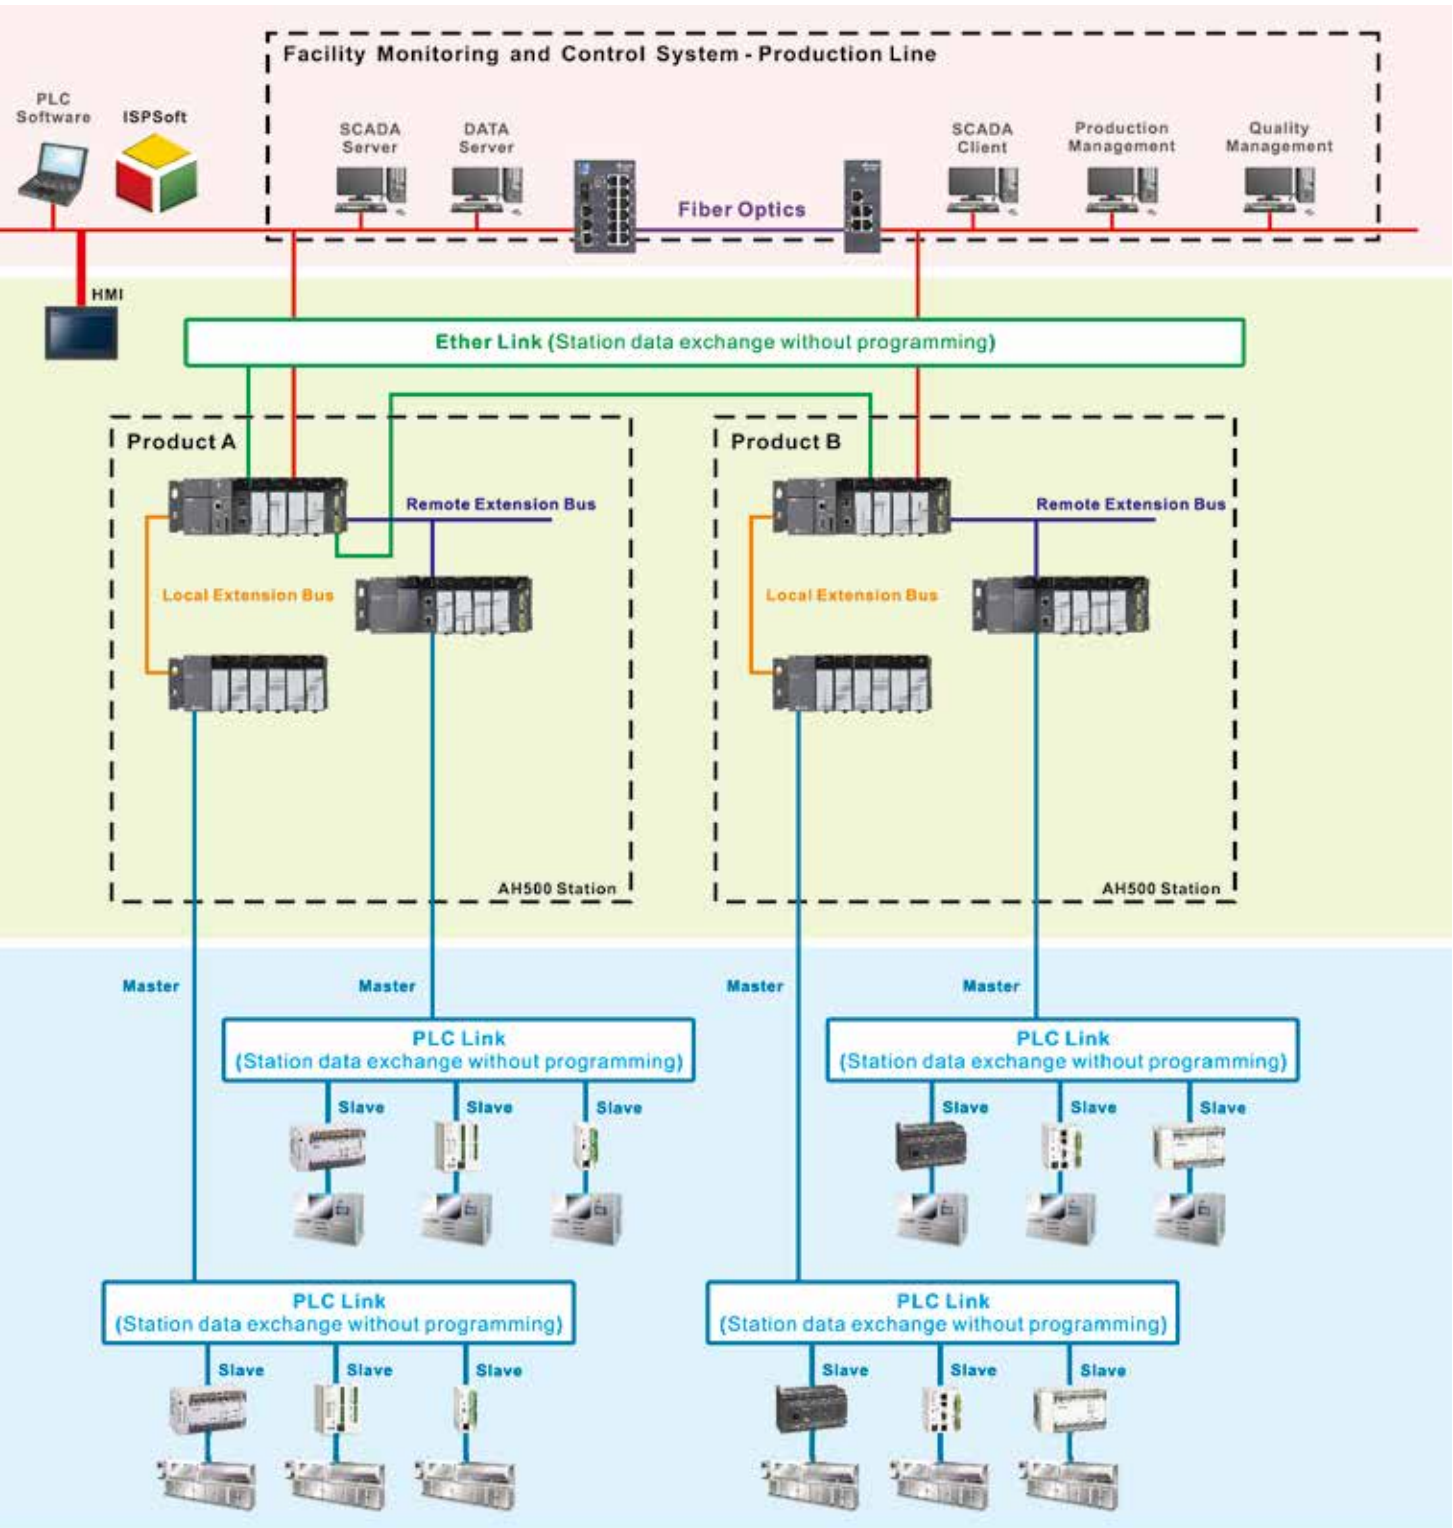 Facility Monitoring and Control System - Production Line
PLC
Software
ISPSoft
SCADA
Server
DATA
Server
Fiber Optics
SCADA
Client
Production
Management
Quality
Management
HMI
Ether Link (Station data exchange without programming)
Product A
Remote Extension Bus
Local Extension Bus
AH500 Station
Product B
Remote Extension Bus
Local Extension Bus
AH500 Station
Master
Master
Master
Master
PLC Link
(Station data exchange without programming)
Slave
Slave
Slave
PLC Link
(Station data exchange without programming)
Slave
Slave
Slave
PLC Link
(Station data exchange without programming)
Slave
Slave
Slave
PLC Link
(Station data exchange without programming)
Slave
Slave
Slave